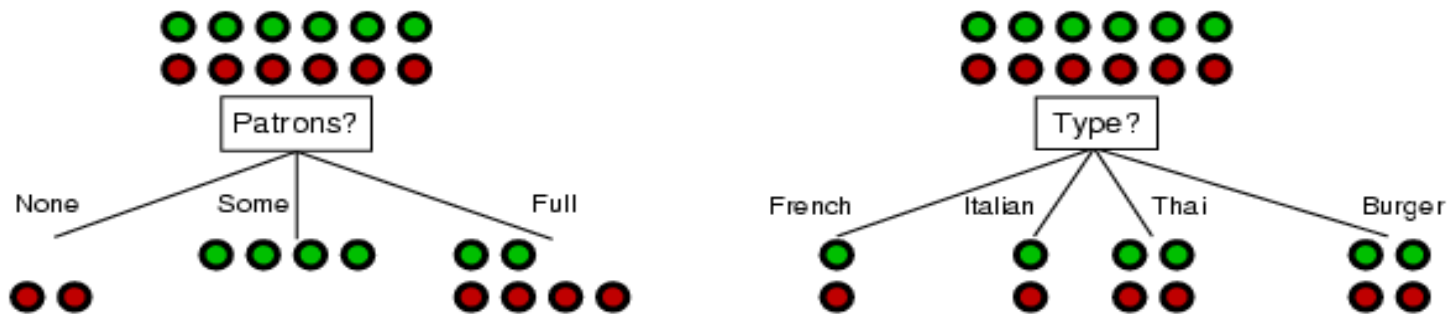 Patrons?
None
Some
Full
Type?
French
Italian
Thai
Burger